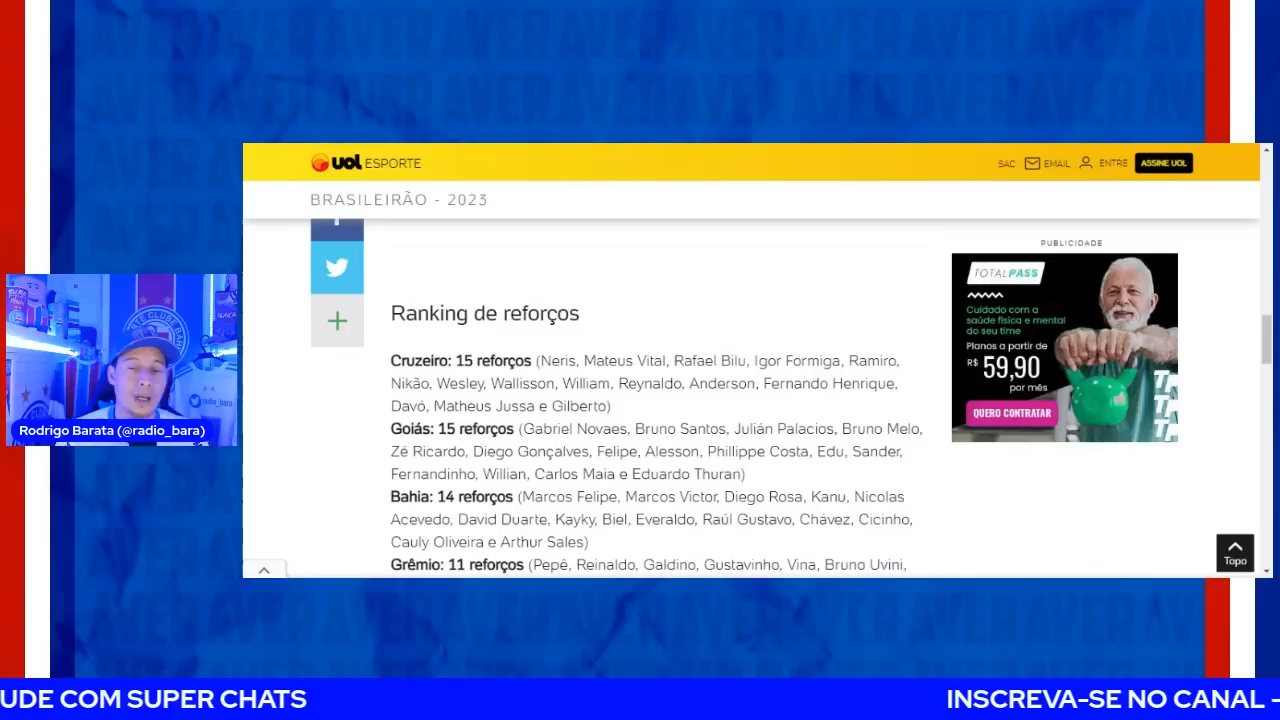 uol ESPORTE
SAC EMAIL ENTRE ASSINE UOL
BRASILEIRÃO - 2023
PUBLICIDADE
TOTALPASS
Cuidado com a
saúde física e mental
do seu time
Planos a partir de
R$ 59,90
por mês
QUERO CONTRATAR
Ranking de reforços
Cruzeiro: 15 reforços (Neris, Mateus Vital, Rafael Bilu, Igor Formiga, Ramiro,
Nikão, Wesley, Wallisson, William, Reynaldo, Anderson, Fernando Henrique,
Davó, Matheus Jussa e Gilberto)
Goiás: 15 reforços (Gabriel Novaes, Bruno Santos, Julián Palacios, Bruno Melo,
Zé Ricardo, Diego Gonçalves, Felipe, Alesson, Phillippe Costa, Edu, Sander,
Fernandinho, Willian, Carlos Maia e Eduardo Thuran)
Bahia: 14 reforços (Marcos Felipe, Marcos Victor, Diego Rosa, Kanu, Nicolas
Acevedo, David Duarte, Kayky, Biel, Everaldo, Raúl Gustavo, Chávez, Cicinho,
Cauly Oliveira e Arthur Sales)
Grêmio: 11 reforços (Pepê, Reinaldo, Galdino, Gustavinho, Vina, Bruno Uvini,
Topo
Rodrigo Barata (@radio_bara)
UDE COM SUPER CHATS
INSCREVA-SE NO CANAL -